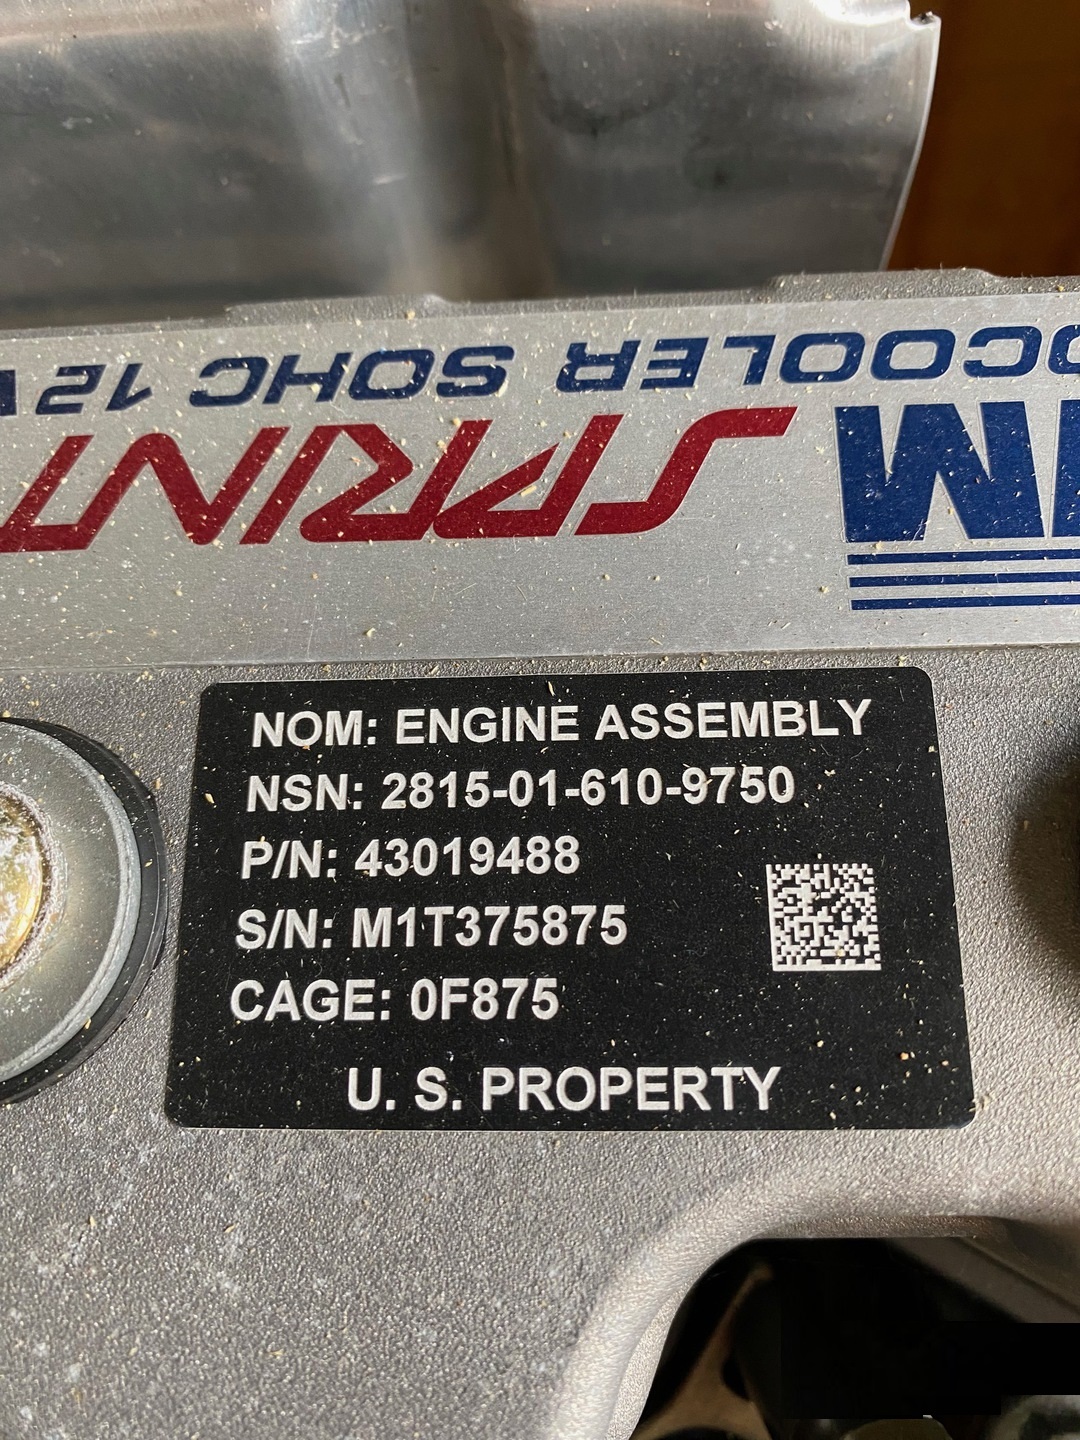 OCOOLER SOHC 12V
SPRINT
NOM: ENGINE ASSEMBLY
NSN: 2815-01-610-9750
P/N: 43019488
S/N: M1T375875
CAGE: 0F875
U. S. PROPERTY